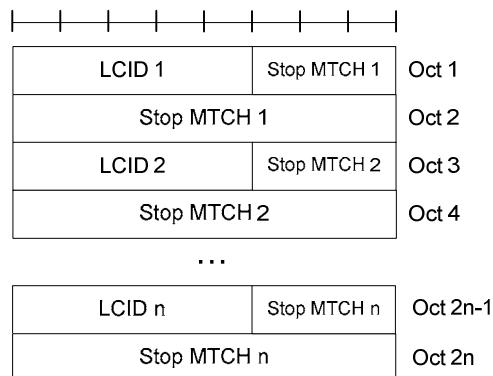 LCID 1 Stop MTCH 1 Oct 1
Stop MTCH 1 Oct 2
LCID 2 Stop MTCH 2 Oct 3
Stop MTCH 2 Oct 4
...
LCID n Stop MTCH n Oct 2n-1
Stop MTCH n Oct 2n